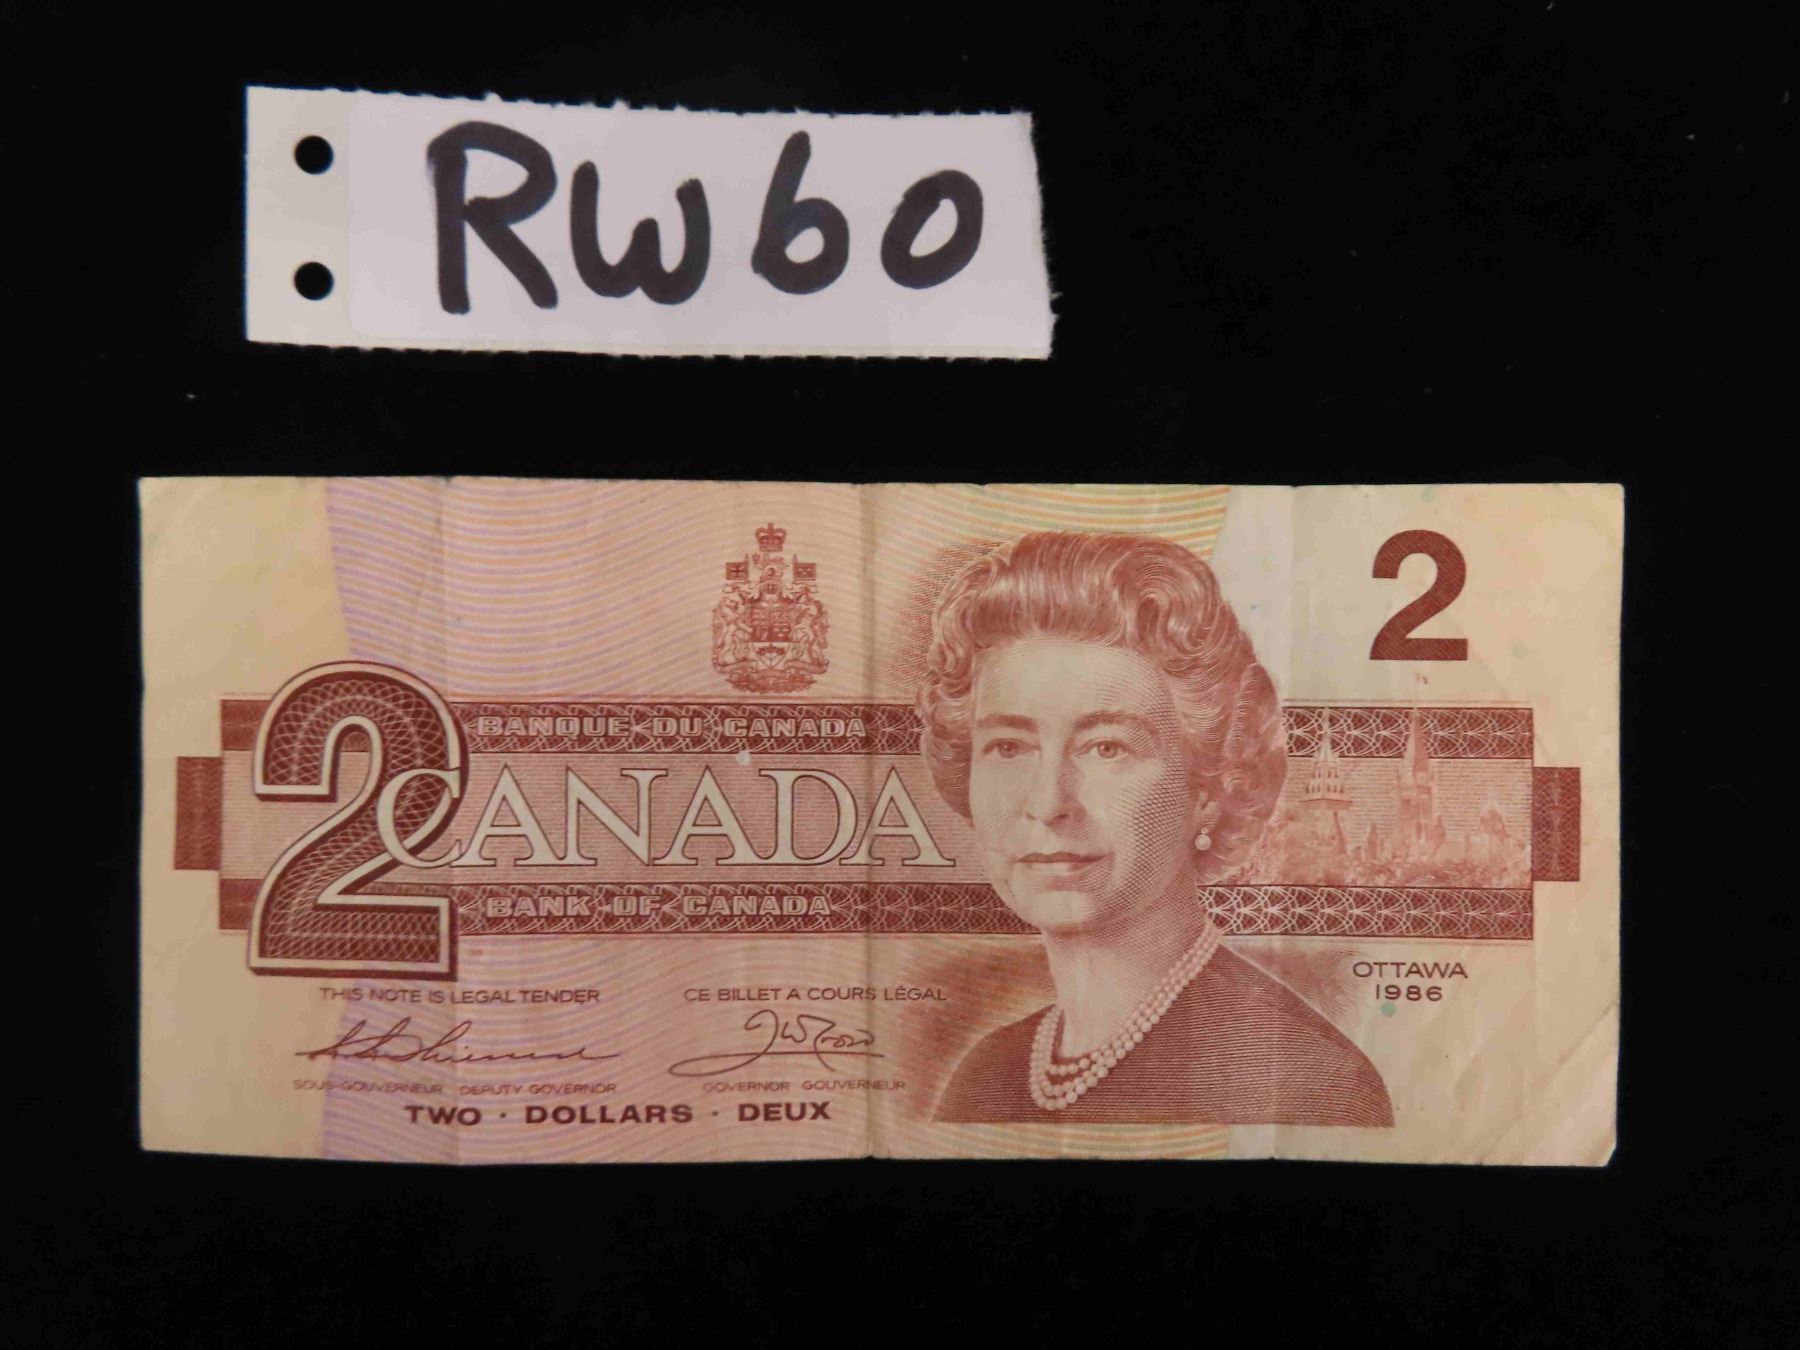 RW60
2
BANQUE DU CANADA
2
CANADA
BANK OF CANADA
OTTAWA
1986
THIS NOTE IS LEGAL TENDER
CE BILLET A COURS LÉGAL
SOUS-GOUVERNEUR DEPUTY GOVERNOR
GOVERNOR GOUVERNEUR
TWO · DOLLARS · DEUX